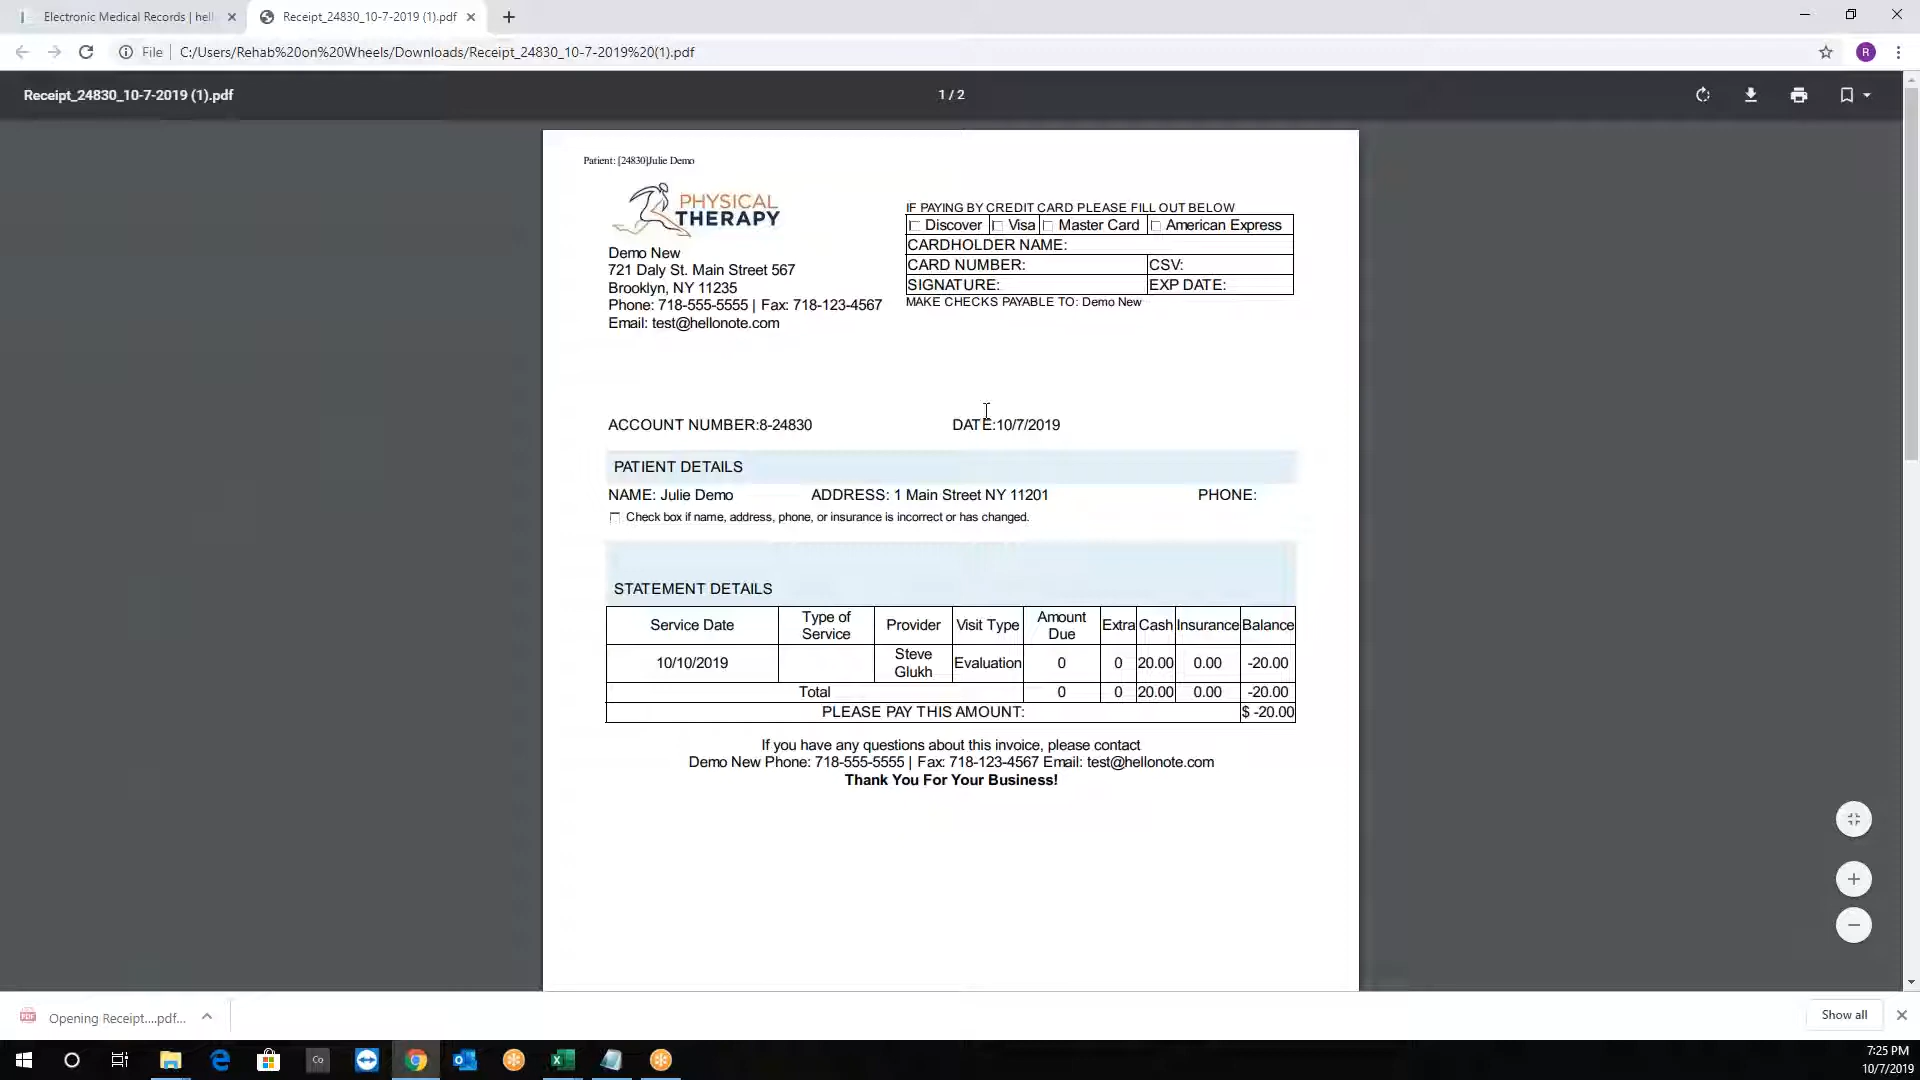 Electronic Medical Records | hell
Receipt_24830_10-7-2019 (1).pdf
File | C:/Users/Rehab%20on%20Wheels/Downloads/Receipt_24830_10-7-2019%20(1).pdf
R
Receipt_24830_10-7-2019 (1).pdf
1 / 2
Patient: [24830]Julie Demo
PHYSICAL
THERAPY
Demo New
721 Daly St. Main Street 567
Brooklyn, NY 11235
Phone: 718-555-5555 | Fax: 718-123-4567
Email: test@hellonote.com
IF PAYING BY CREDIT CARD PLEASE FILL OUT BELOW
Discover Visa Master Card American Express
CARDHOLDER NAME:
CARD NUMBER: CSV:
SIGNATURE: EXP DATE:
MAKE CHECKS PAYABLE TO: Demo New
ACCOUNT NUMBER:8-24830 DATE:10/7/2019
PATIENT DETAILS
NAME: Julie Demo ADDRESS: 1 Main Street NY 11201 PHONE:
Check box if name, address, phone, or insurance is incorrect or has changed.
STATEMENT DETAILS
Service Date Type of Service Provider Visit Type Amount Due Extra Cash Insurance Balance
10/10/2019 Steve Glukh Evaluation 0 0 20.00 0.00 -20.00
Total 0 0 20.00 0.00 -20.00
PLEASE PAY THIS AMOUNT: $ -20.00
If you have any questions about this invoice, please contact
Demo New Phone: 718-555-5555 | Fax: 718-123-4567 Email: test@hellonote.com
Thank You For Your Business!
PDF
Opening Receipt....pdf...
Show all
Co
7:25 PM
10/7/2019